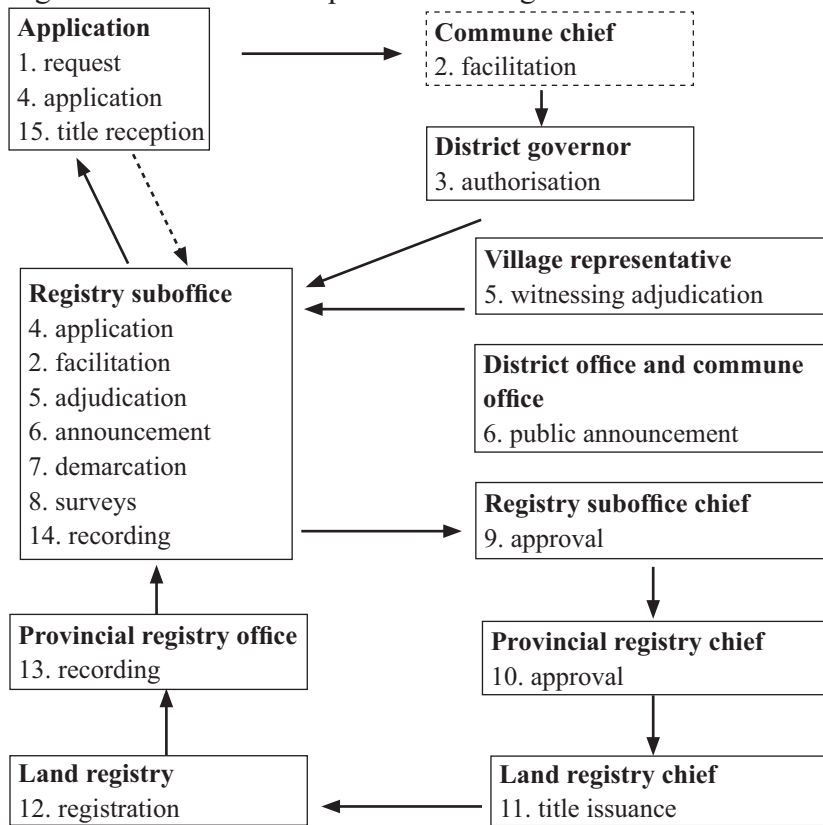 Application
1. request
4. application
15. title reception
Commune chief
2. facilitation
District governor
3. authorisation
Village representative
5. witnessing adjudication
Registry suboffice
4. application
2. facilitation
5. adjudication
6. announcement
7. demarcation
8. surveys
14. recording
District office and commune
office
6. public announcement
Registry suboffice chief
9. approval
Provincial registry office
13. recording
Provincial registry chief
10. approval
Land registry
12. registration
Land registry chief
11. title issuance